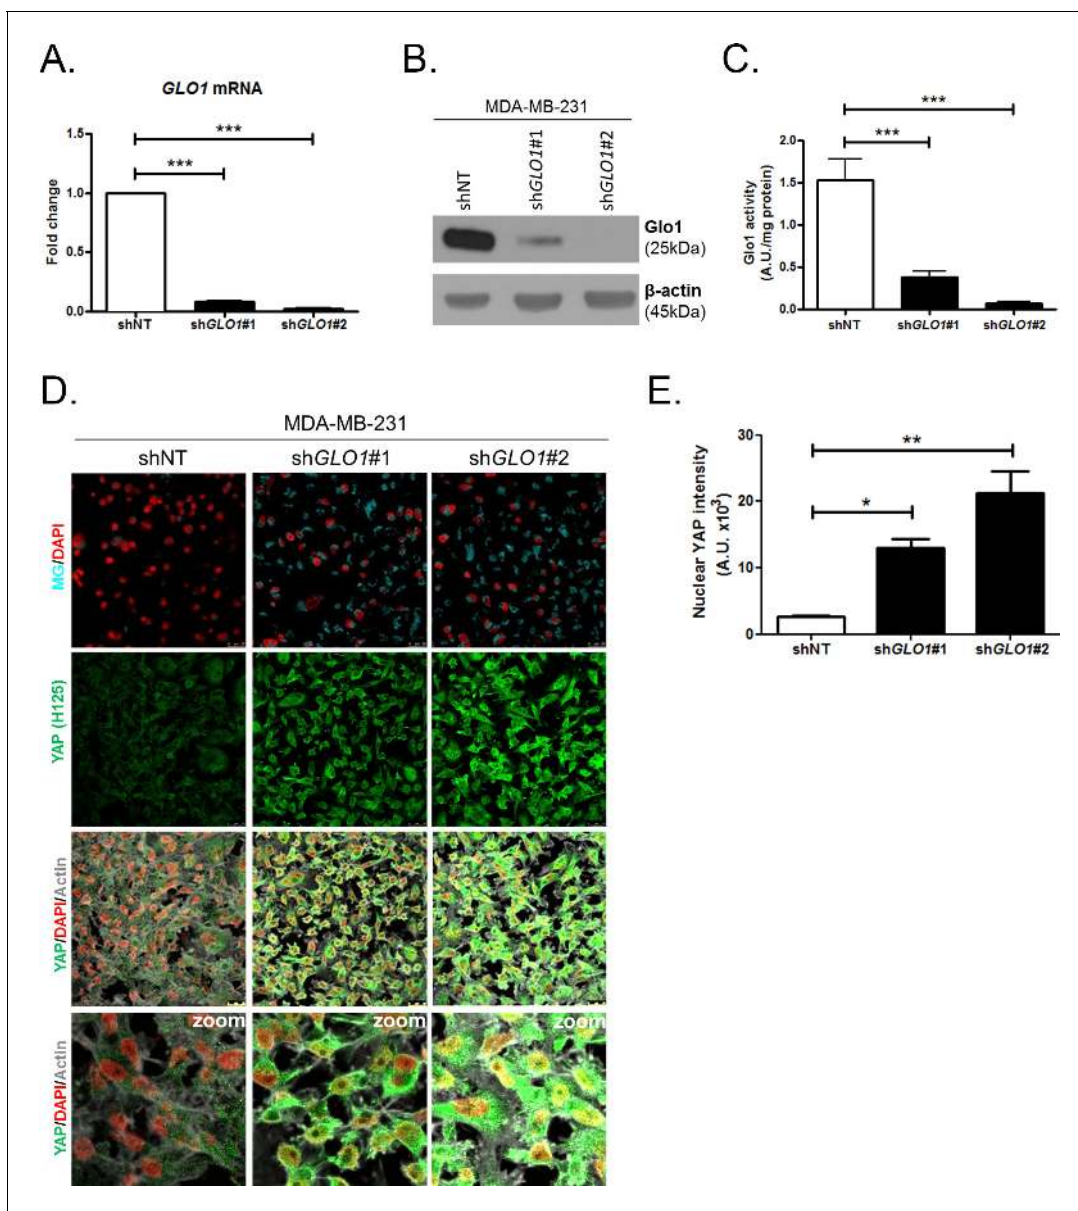 A.
GLO1 mRNA
***
***
Fold change
1.5
1.0
0.5
0.0
shNT
shGLO1#1
shGLO1#2
B.
MDA-MB-231
shNT
shGLO1#1
shGLO1#2
Glo1
(25kDa)
β-actin
(45kDa)
C.
***
***
Glo1 activity
(A.U./mg protein)
2.0
1.5
1.0
0.5
0.0
shNT
shGLO1#1
shGLO1#2
D.
MDA-MB-231
shNT
shGLO1#1
shGLO1#2
MG/DAPI
YAP (H125)
YAP/DAPI/Actin
YAP/DAPI/Actin
zoom
zoom
zoom
E.
**
*
Nuclear YAP intensity
(A.U. x10³)
30
20
10
0
shNT
shGLO1#1
shGLO1#2